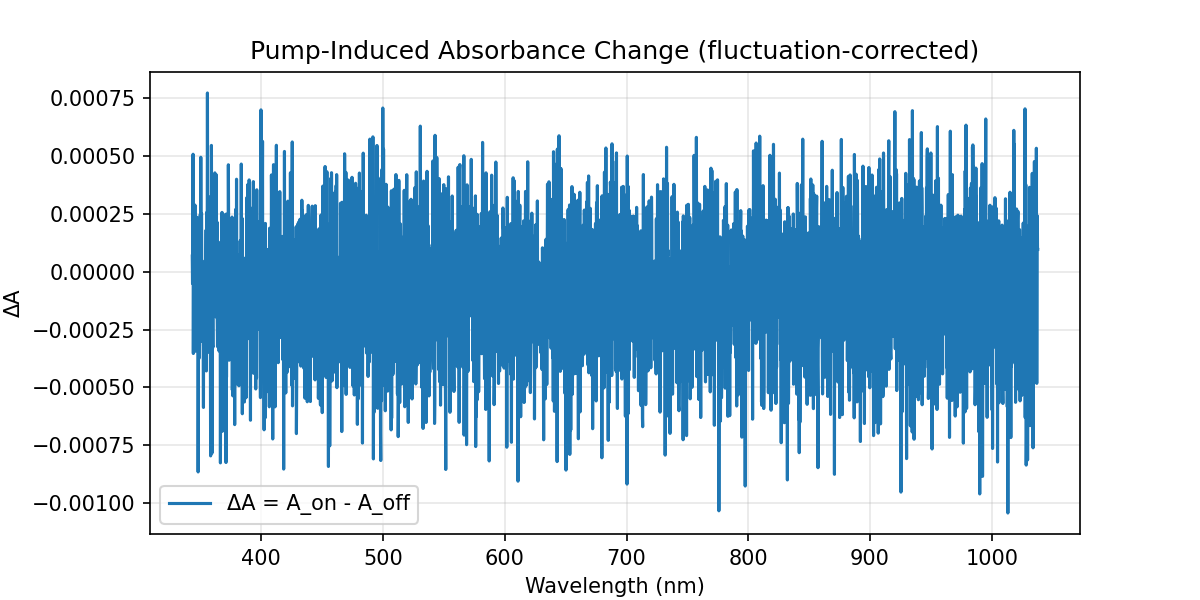 Pump-Induced Absorbance Change (fluctuation-corrected)
ΔA
0.00075
0.00050
0.00025
0.00000
−0.00025
−0.00050
−0.00075
−0.00100
ΔA = A_on - A_off
400 500 600 700 800 900 1000
Wavelength (nm)